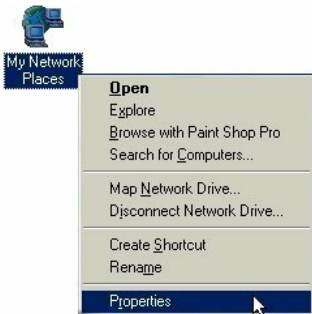 My Network
Places
Open
Explore
Browse with Paint Shop Pro
Search for Computers...
Map Network Drive...
Disconnect Network Drive...
Create Shortcut
Rename
Properties